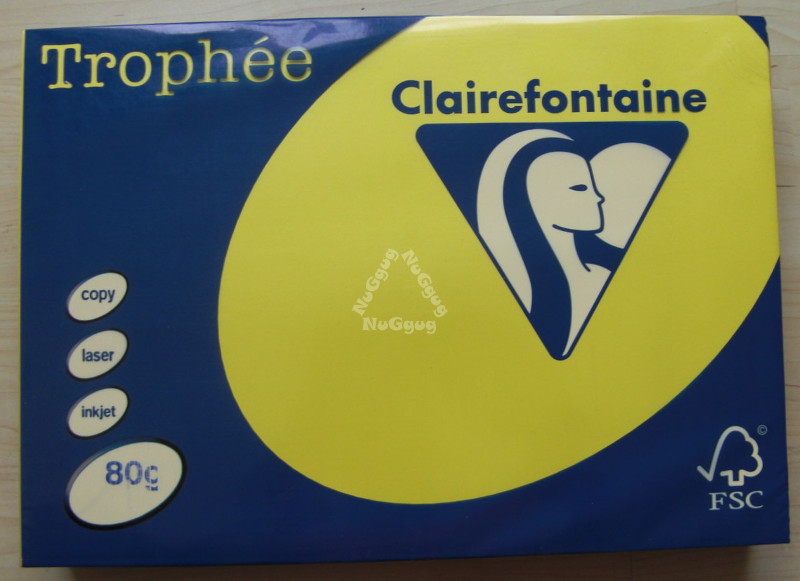 Trophée
Clairefontaine
NuGgug
NuGgug
NuGgug
copy
laser
inkjet
80g
©
FSC